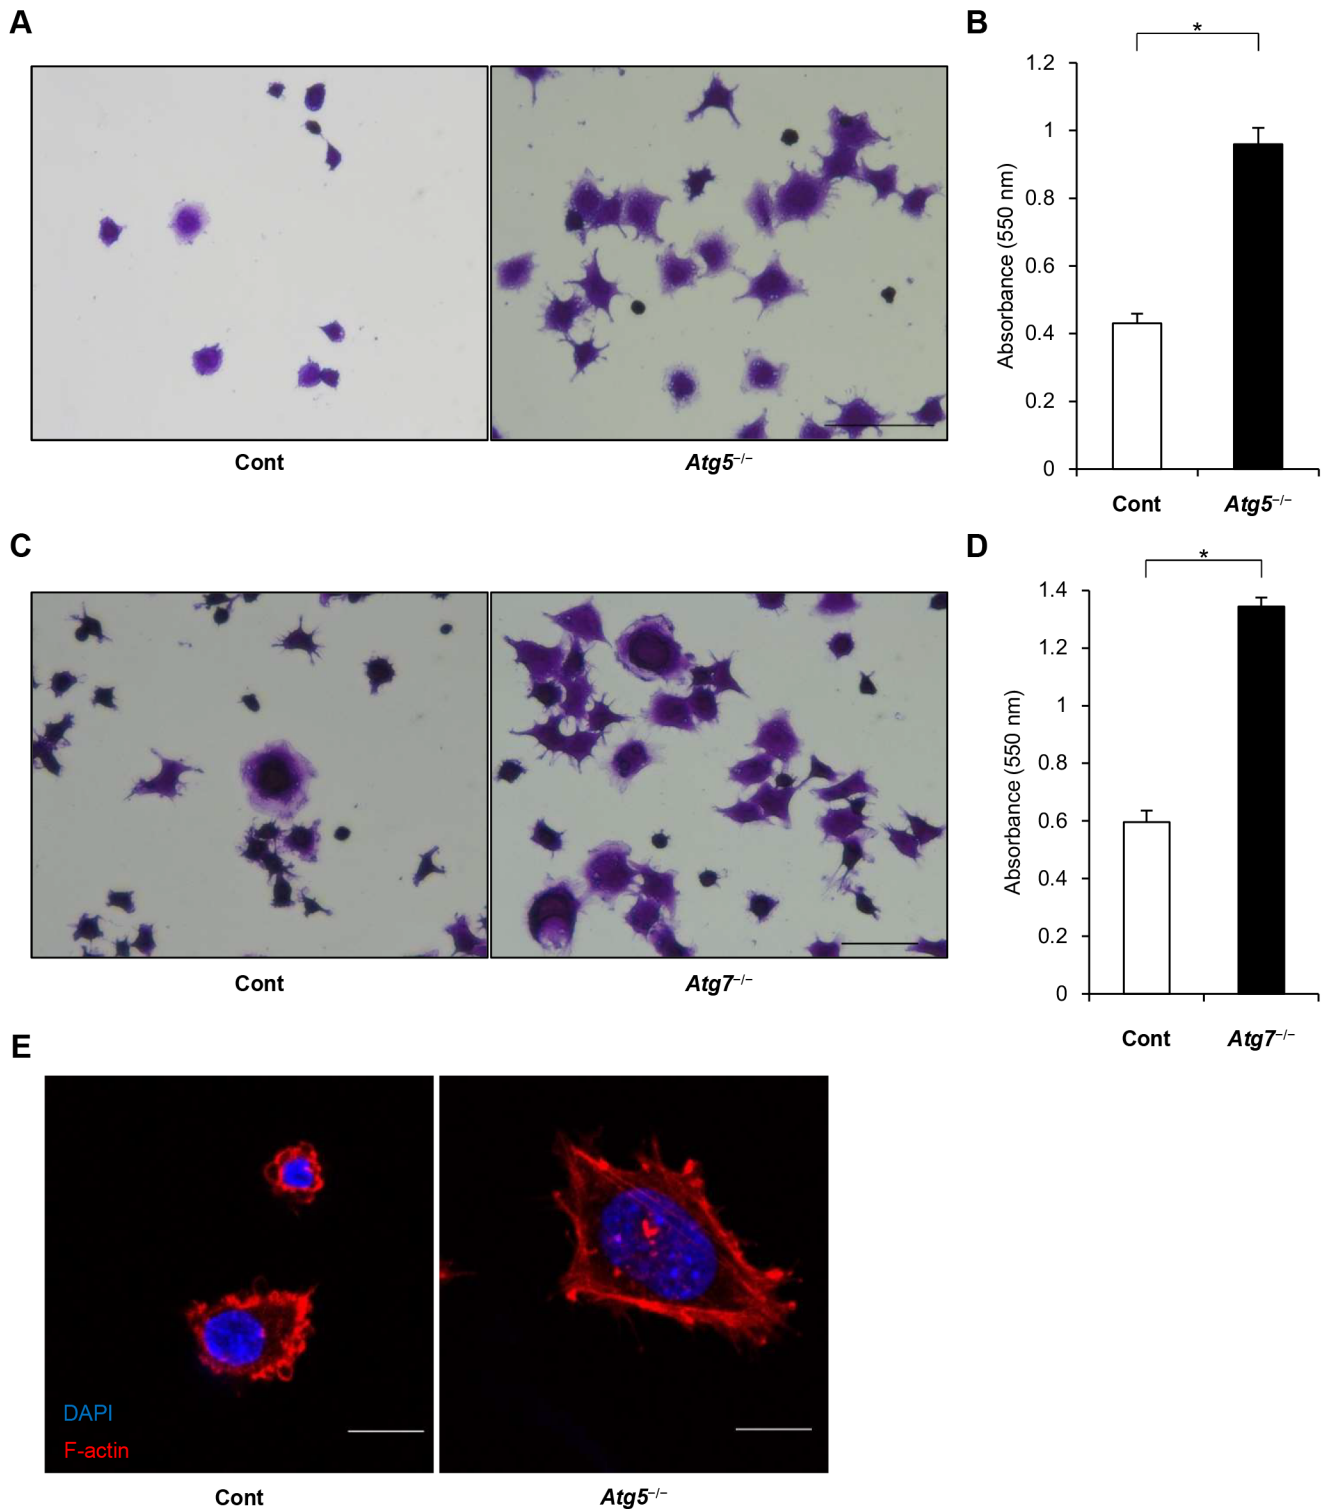 A
B
*
1.2
1
0.8
0.6
0.4
0.2
0
Absorbance (550 nm)
Cont
Atg5−/−
Cont
Atg5−/−
C
D
*
1.4
1.2
1
0.8
0.6
0.4
0.2
0
Absorbance (550 nm)
Cont
Atg7−/−
Cont
Atg7−/−
E
DAPI
F-actin
Cont
Atg5−/−